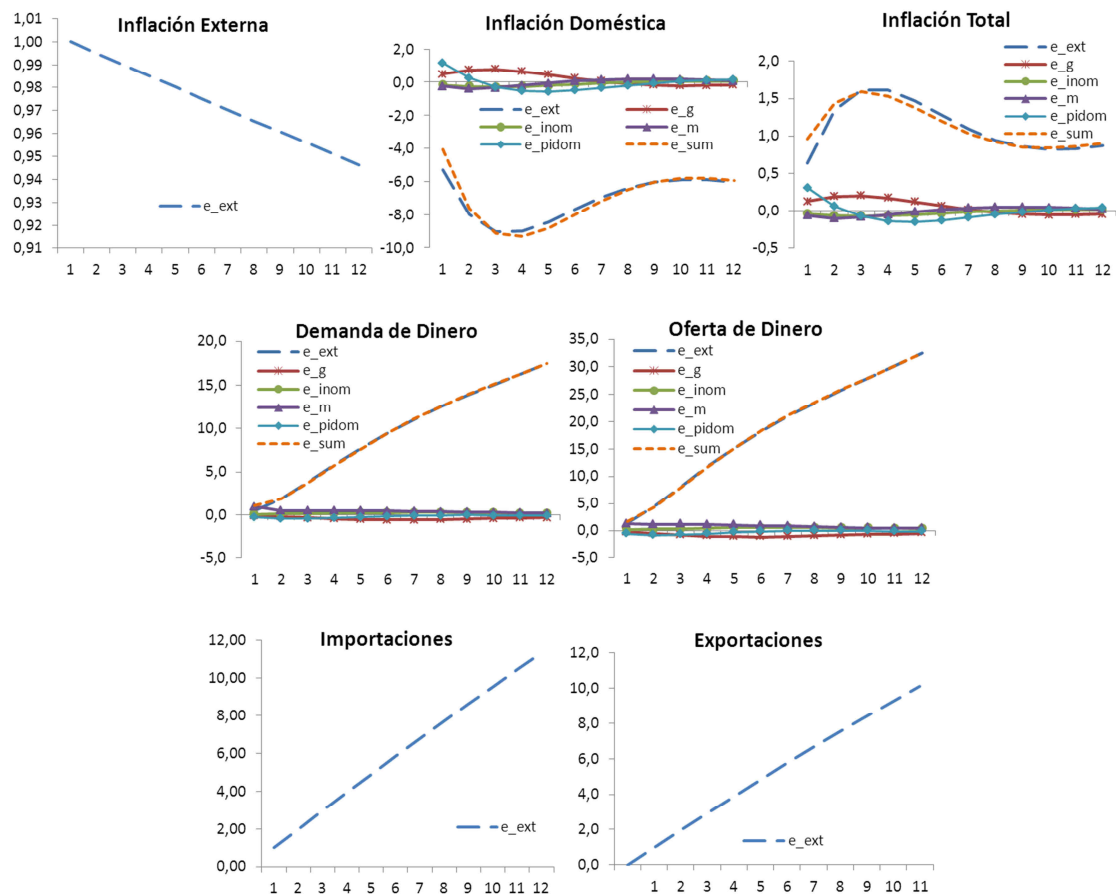 Inflación Externa
1,01
1,00
0,99
0,98
0,97
0,96
0,95
0,94
0,93
0,92
0,91
e_ext
1 2 3 4 5 6 7 8 9 10 11 12
Inflación Doméstica
2,0
0,0
-2,0
-4,0
-6,0
-8,0
-10,0
e_ext e_g
e_inom e_m
e_pidom e_sum
1 2 3 4 5 6 7 8 9 10 11 12
Inflación Total
2,0
1,5
1,0
0,5
0,0
-0,5
e_ext
e_g
e_inom
e_m
e_pidom
e_sum
1 2 3 4 5 6 7 8 9 10 11 12
Demanda de Dinero
20,0
15,0
10,0
5,0
0,0
-5,0
e_ext
e_g
e_inom
e_m
e_pidom
e_sum
1 2 3 4 5 6 7 8 9 10 11 12
Oferta de Dinero
35,0
30,0
25,0
20,0
15,0
10,0
5,0
0,0
-5,0
e_ext
e_g
e_inom
e_m
e_pidom
e_sum
1 2 3 4 5 6 7 8 9 10 11 12
Importaciones
12,00
10,00
8,00
6,00
4,00
2,00
0,00
e_ext
1 2 3 4 5 6 7 8 9 10 11 12
Exportaciones
12,0
10,0
8,0
6,0
4,0
2,0
0,0
e_ext
1 2 3 4 5 6 7 8 9 10 11